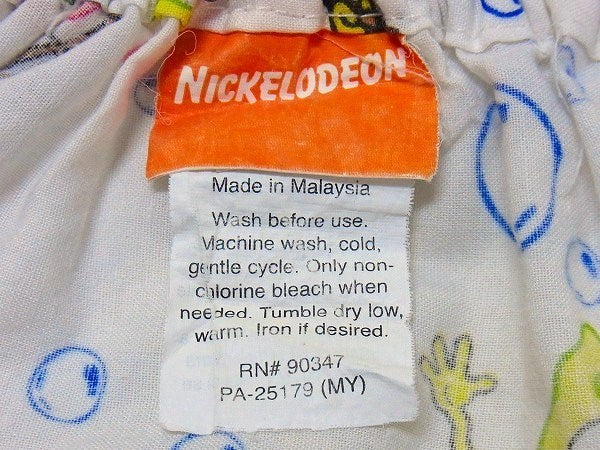 NICKELODEON
Made in Malaysia
Wash before use.
Machine wash, cold,
gentle cycle. Only non-
chlorine bleach when
needed. Tumble dry low,
warm. Iron if desired.
RN# 90347
PA-25179 (MY)